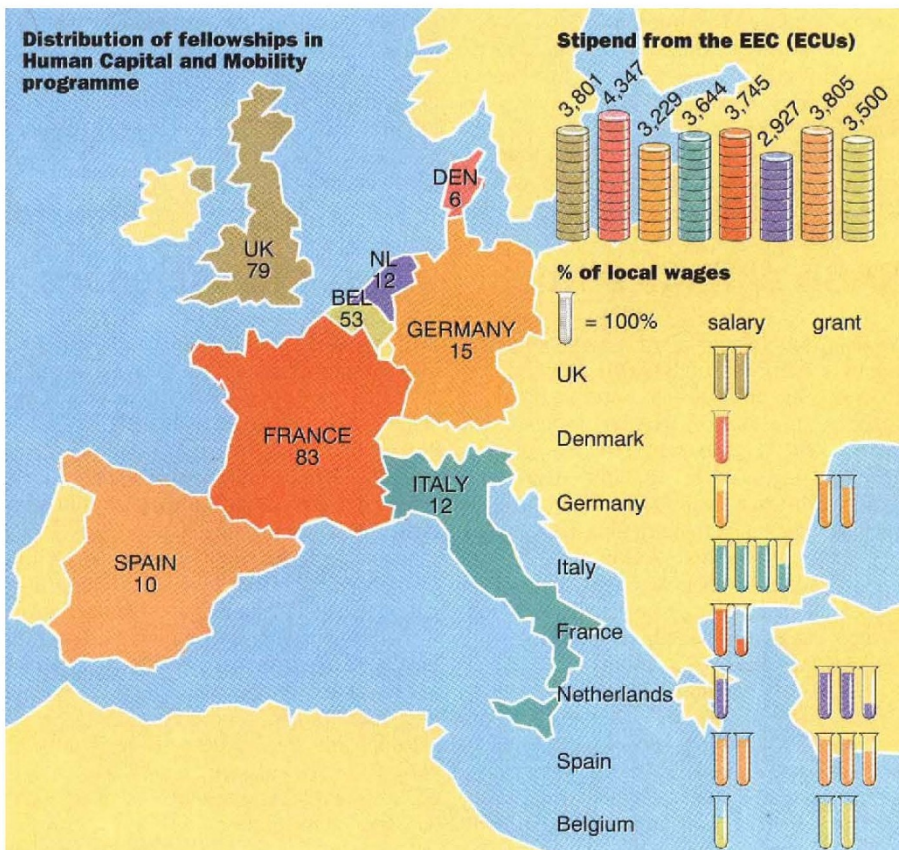 Distribution of fellowships in
Human Capital and Mobility
programme
Stipend from the EEC (ECUs)
3,801
4,347
3,229
3,644
3,745
2,927
3,805
3,500
DEN
6
UK
79
NL
12
BEL
53
GERMANY
15
FRANCE
83
ITALY
12
SPAIN
10
% of local wages
= 100% salary grant
UK
Denmark
Germany
Italy
France
Netherlands
Spain
Belgium